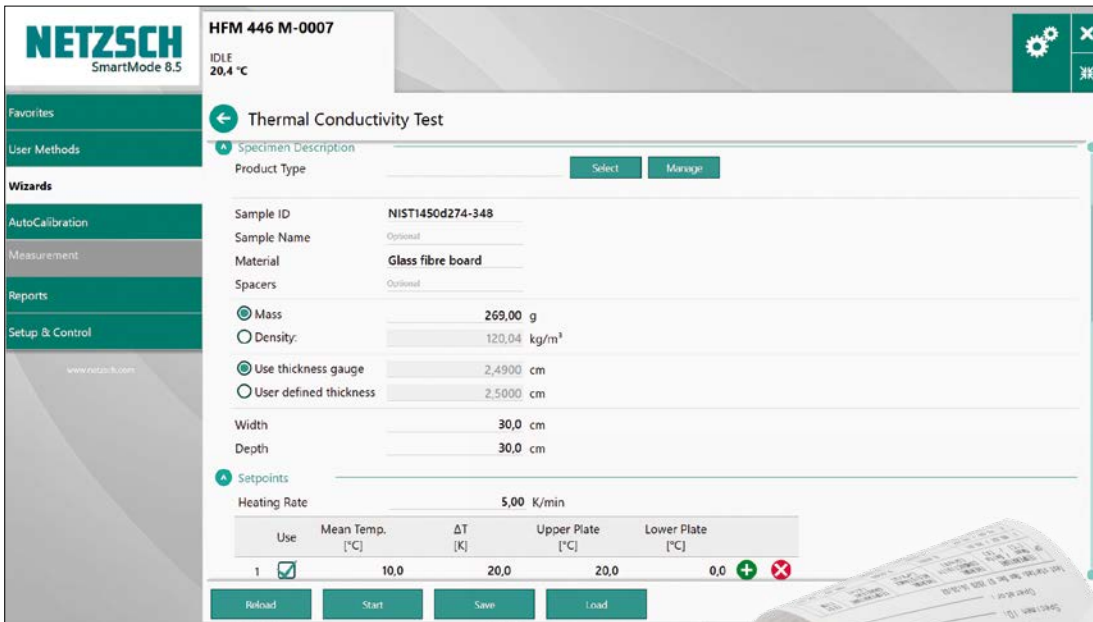 NETZSCH
SmartMode 8.5
HFM 446 M-0007
IDLE
20,4 °C
Favorites
User Methods
Wizards
AutoCalibration
Measurement
Reports
Setup & Control
www.netzsch.com
Thermal Conductivity Test
Specimen Description
Product Type Select Manage
Sample ID NIST1450d274-348
Sample Name Optional
Material Glass fibre board
Spacers Optional
Mass 269,00 g
Density: 120,04 kg/m³
Use thickness gauge 2,4900 cm
User defined thickness 2,5000 cm
Width 30,0 cm
Depth 30,0 cm
Setpoints
Heating Rate 5,00 K/min
Use Mean Temp. ΔT Upper Plate Lower Plate
[°C] [K] [°C] [°C]
1 10,0 20,0 20,0 0,0
Reload Start Save Load